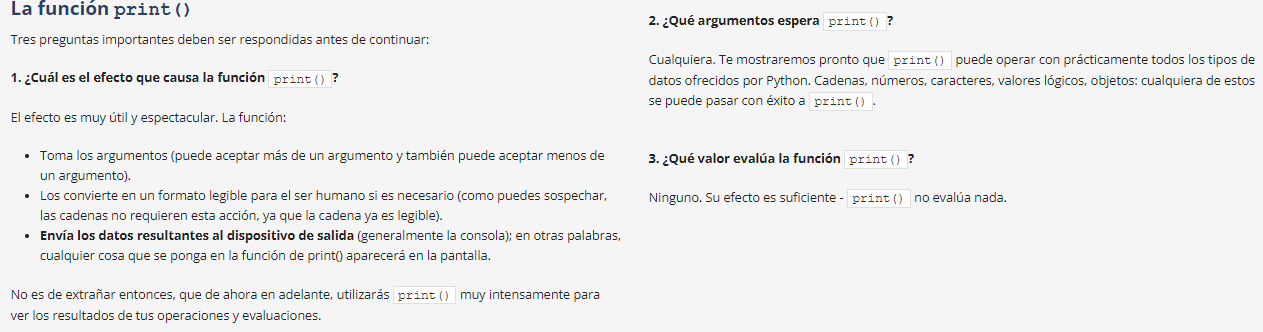 La función print()
Tres preguntas importantes deben ser respondidas antes de continuar:
1. ¿Cuál es el efecto que causa la función print() ?
El efecto es muy útil y espectacular. La función:
• Toma los argumentos (puede aceptar más de un argumento y también puede aceptar menos de
un argumento).
• Los convierte en un formato legible para el ser humano si es necesario (como puedes sospechar,
las cadenas no requieren esta acción, ya que la cadena ya es legible).
• Envía los datos resultantes al dispositivo de salida (generalmente la consola); en otras palabras,
cualquier cosa que se ponga en la función de print() aparecerá en la pantalla.
No es de extrañar entonces, que de ahora en adelante, utilizarás print() muy intensamente para
ver los resultados de tus operaciones y evaluaciones.
2. ¿Qué argumentos espera print() ?
Cualquiera. Te mostraremos pronto que print() puede operar con prácticamente todos los tipos de
datos ofrecidos por Python. Cadenas, números, caracteres, valores lógicos, objetos: cualquiera de estos
se puede pasar con éxito a print() .
3. ¿Qué valor evalúa la función print() ?
Ninguno. Su efecto es suficiente - print() no evalúa nada.